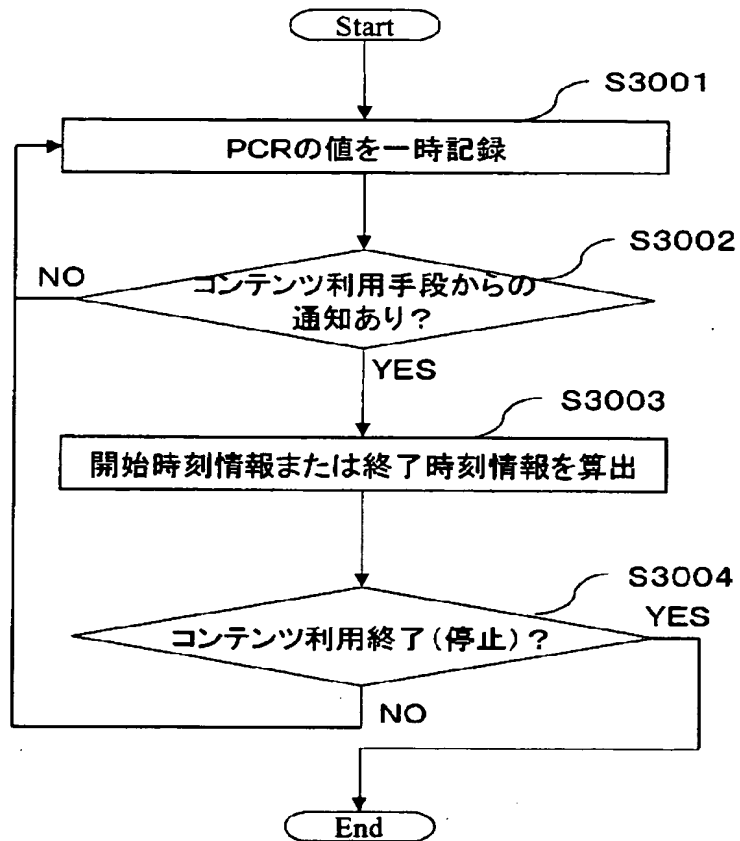 Start
S3001
PCRの値を一時記録
S3002
NO
コンテンツ利用手段からの
通知あり?
YES
S3003
開始時刻情報または終了時刻情報を算出
S3004
YES
コンテンツ利用終了(停止)?
NO
End